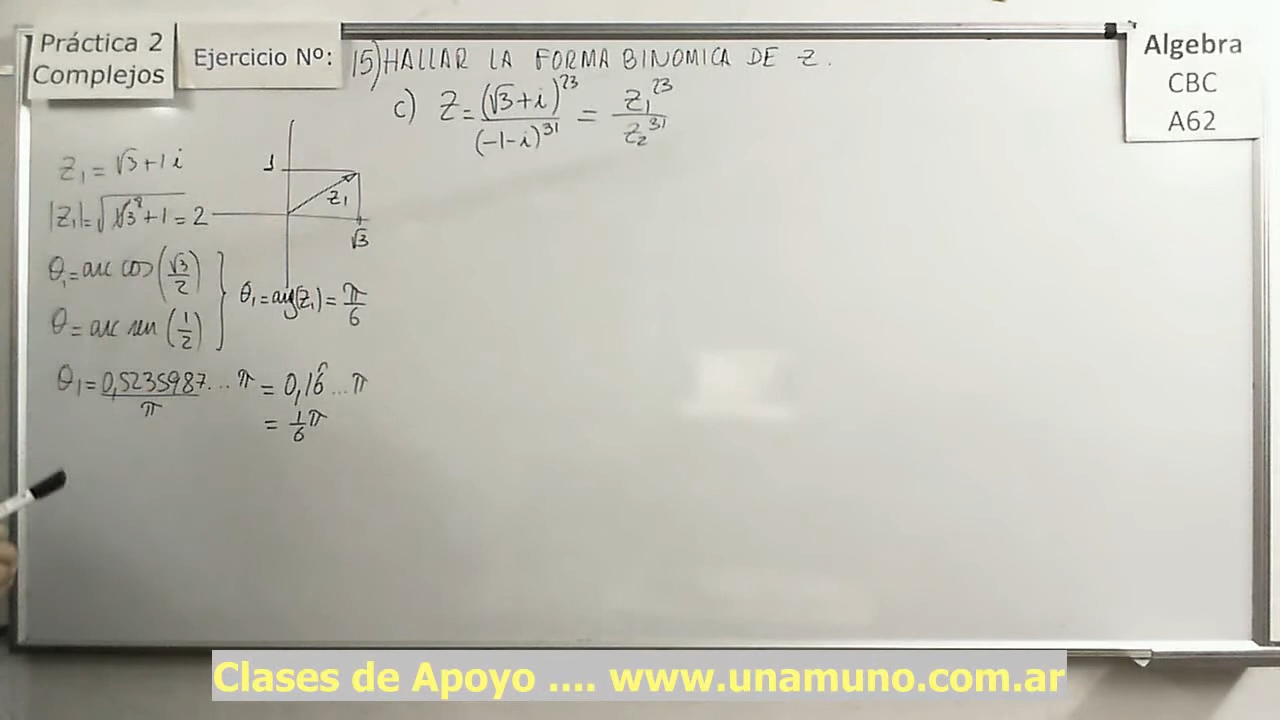 Práctica 2
Complejos
Ejercicio Nº: 15) HALLAR LA FORMA BINOMICA DE Z.
Algebra
CBC
A62
c) Z = (√3+i)^23 / (-1-i)^31 = Z₁^23 / Z₂^31
Z₁ = √3+1i
|Z₁| = √(√3²+1) = 2
1
Z₁
√3
θ₁ = arc cos(√3/2)
θ = arc sen(1/2)
θ₁ = arg(Z₁) = π/6
θ₁ = 0,5235987.../π π = 0,16...π
= 1/6 π
Clases de Apoyo .... www.unamuno.com.ar